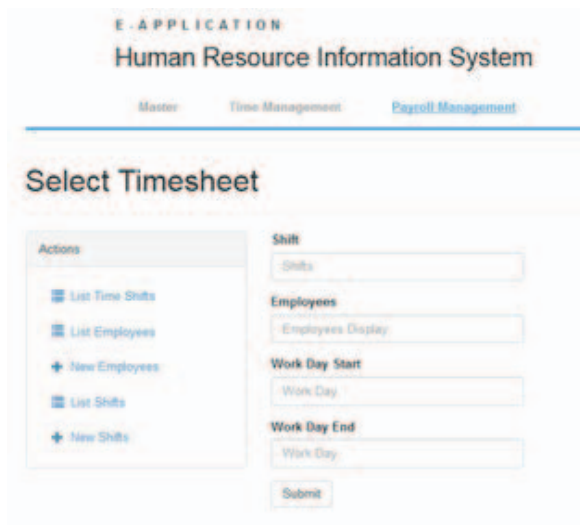 E-APPLICATION
Human Resource Information System
Master Time Management Payroll Management
Select Timesheet
Actions
List Time Shifts
List Employees
New Employees
List Shifts
New Shifts
Shift
Shifts
Employees
Employees Display
Work Day Start
Work Day
Work Day End
Work Day
Submit